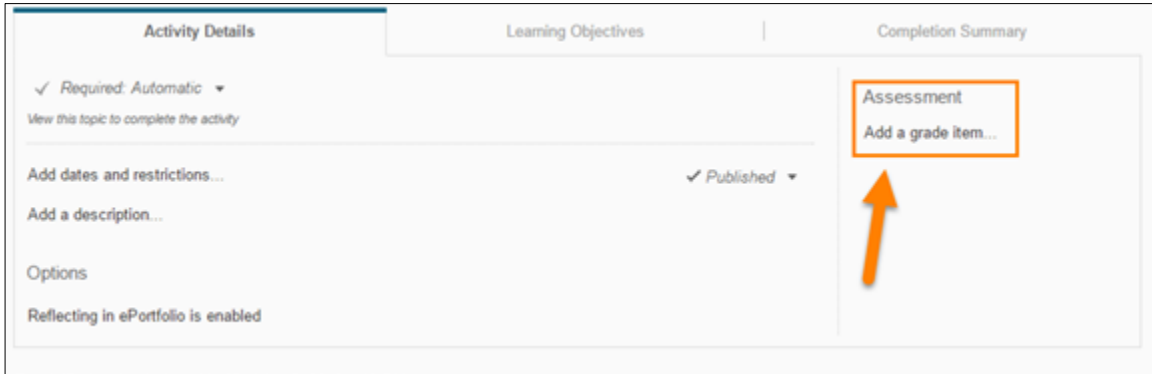 Activity Details
Learning Objectives
Completion Summary
Required: Automatic
View this topic to complete the activity
Add dates and restrictions...
Published
Add a description...
Options
Reflecting in ePortfolio is enabled
Assessment
Add a grade item...